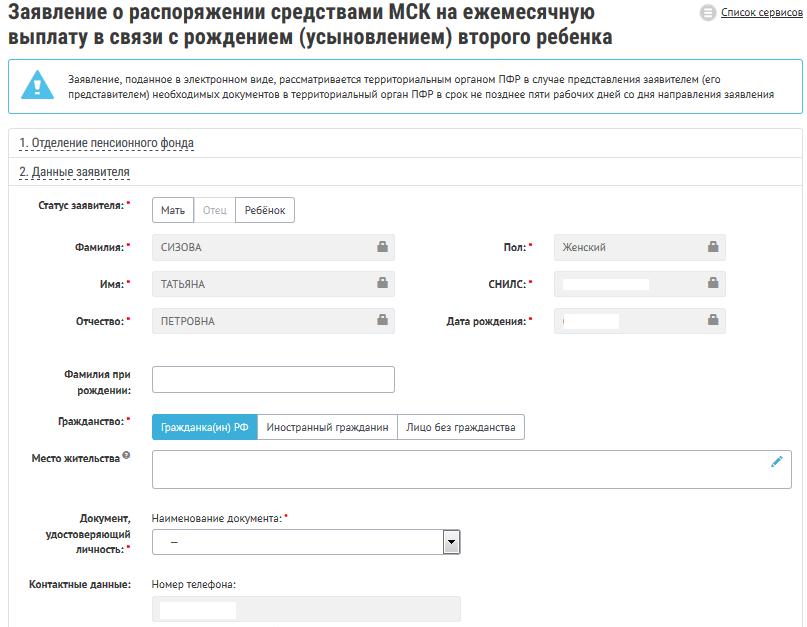 Заявление о распоряжении средствами МСК на ежемесячную
выплату в связи с рождением (усыновлением) второго ребенка
Список сервисов
Заявление, поданное в электронном виде, рассматривается территориальным органом ПФР в случае представления заявителем (его
представителем) необходимых документов в территориальный орган ПФР в срок не позднее пяти рабочих дней со дня направления заявления
1. Отделение пенсионного фонда
2. Данные заявителя
Статус заявителя:* Мать Отец Ребёнок
Фамилия:* СИЗОВА Пол:* Женский
Имя:* ТАТЬЯНА СНИЛС:*
Отчество:* ПЕТРОВНА Дата рождения:*
Фамилия при
рождении:
Гражданство:* Гражданка(ин) РФ Иностранный гражданин Лицо без гражданства
Место жительства ?
Документ,
удостоверяющий
личность:*
Наименование документа:*
—
Контактные данные: Номер телефона: